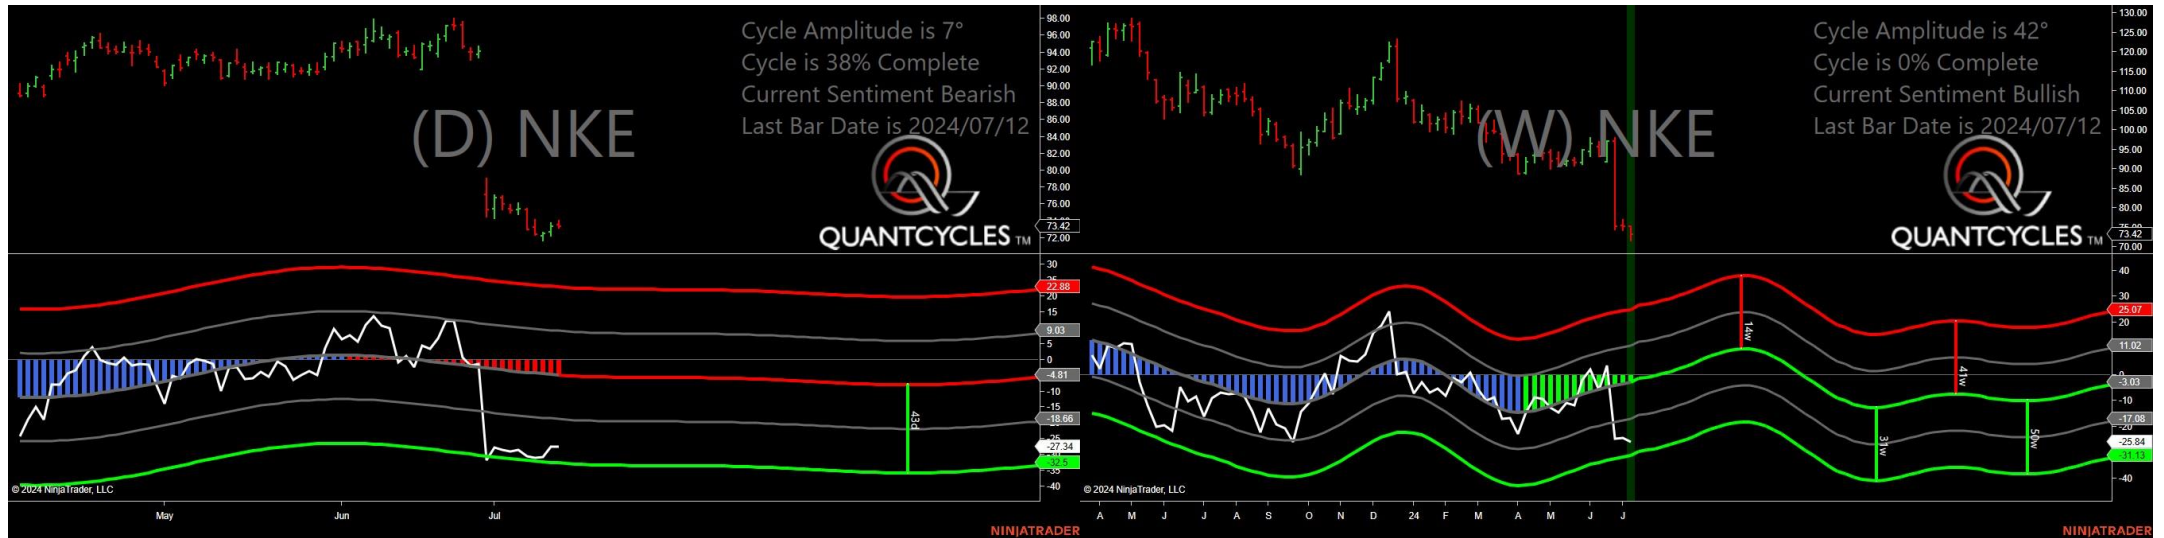 Cycle Amplitude is 7°
Cycle is 38% Complete
Current Sentiment Bearish
Last Bar Date is 2024/07/12
(D) NKE
QUANTCYCLES TM
98.00
96.00
94.00
92.00
90.00
88.00
86.00
84.00
82.00
80.00
78.00
76.00
73.42
72.00
30
22.88
20
15
9.03
5
0
-4.81
-10
-15
-18.66
-27.34
-32.5
-35
-40
43d
© 2024 NinjaTrader, LLC
May
Jun
Jul
NINJATRADER
Cycle Amplitude is 42°
Cycle is 0% Complete
Current Sentiment Bullish
Last Bar Date is 2024/07/12
(W) NKE
QUANTCYCLES TM
130.00
125.00
120.00
115.00
110.00
105.00
100.00
95.00
90.00
85.00
80.00
73.42
70.00
40
30
25.07
20
11.02
-3.03
-10
-17.08
-20
-25.84
-31.13
-40
14w
31w
41w
50w
© 2024 NinjaTrader, LLC
A M J J A S O N D 24 F M A M J J
NINJATRADER